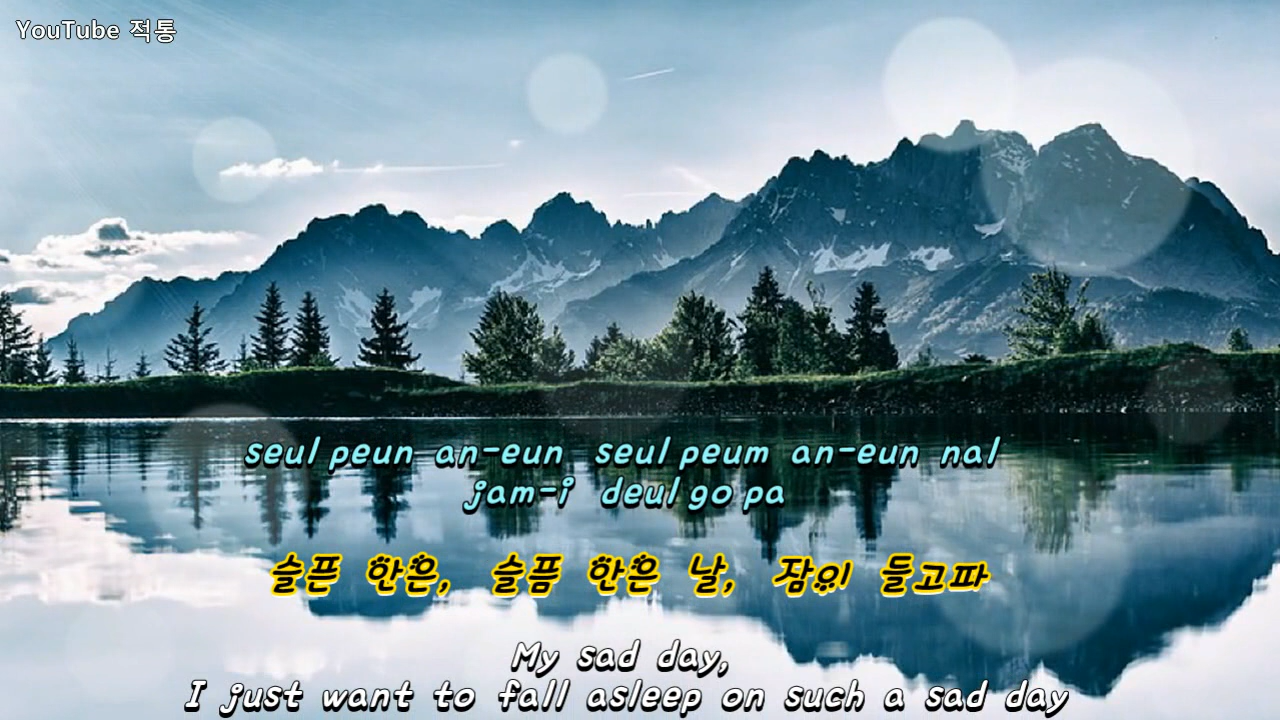 YouTube 적통
seul peun an-eun seul peum an-eun nal
jam-i deul go pa
슬픈 안은, 슬픔 안은 날, 잠이 들고파
My sad day,
I just want to fall asleep on such a sad day